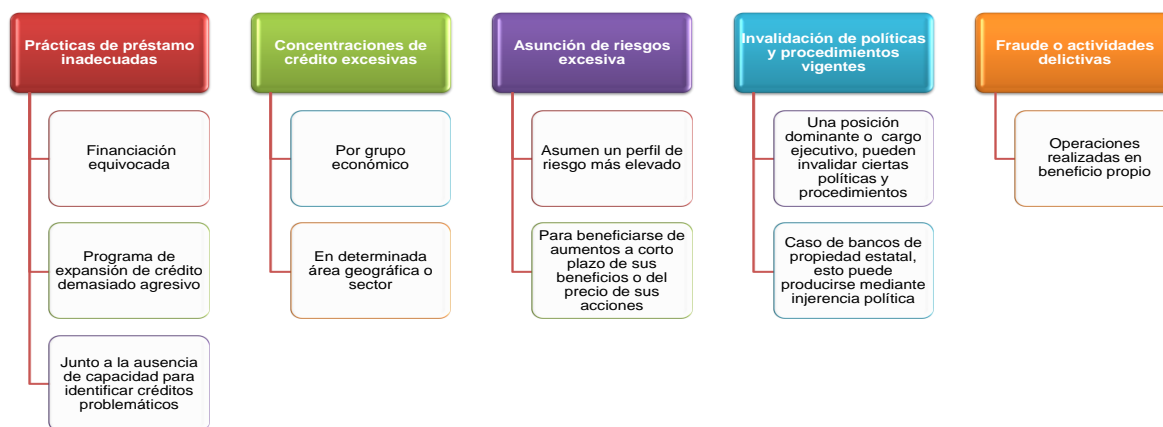 Prácticas de préstamo
inadecuadas
Financiación
equivocada
Programa de
expansión de crédito
demasiado agresivo
Junto a la ausencia
de capacidad para
identificar créditos
problemáticos
Concentraciones de
crédito excesivas
Por grupo
económico
En determinada
área geográfica o
sector
Asunción de riesgos
excesiva
Asumen un perfil de
riesgo más elevado
Para beneficiarse de
aumentos a corto
plazo de sus
beneficios o del
precio de sus
acciones
Invalidación de políticas
y procedimientos
vigentes
Una posición
dominante o cargo
ejecutivo, pueden
invalidar ciertas
políticas y
procedimientos
Caso de bancos de
propiedad estatal,
esto puede
producirse mediante
injerencia política
Fraude o actividades
delictivas
Operaciones
realizadas en
beneficio propio